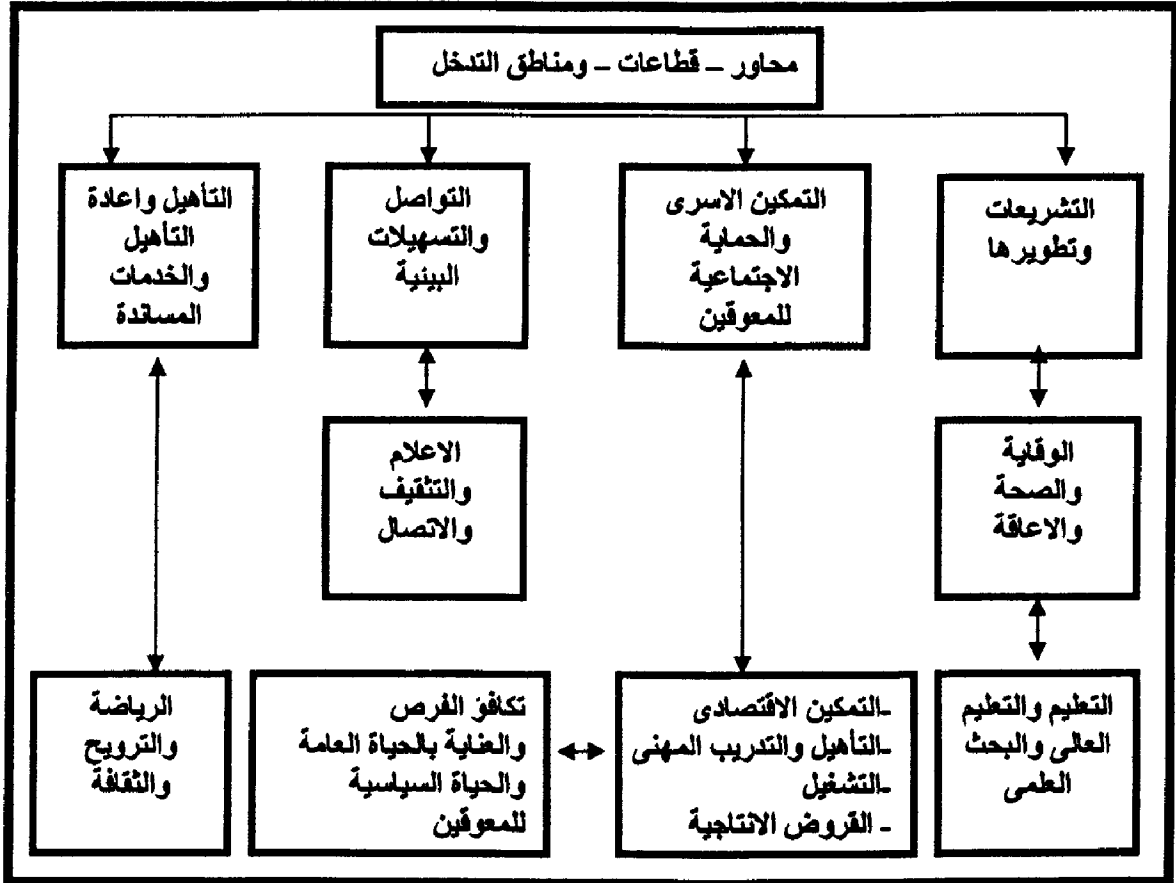 محاور – قطاعات – ومناطق التدخل
التشريعات
وتطويرها
التمكين الاسرى
والحماية
الاجتماعية
للمعوقين
التواصل
والتسهيلات
البينية
التأهيل واعادة
التأهيل
والخدمات
المساندة
الوقاية
والصحة
والاعاقة
الاعلام
والتثقيف
والاتصال
التعليم والتعليم
العالى والبحث
العلمى
-التمكين الاقتصادى
-التأهيل والتدريب المهنى
-التشغيل
- القروض الانتاجية
تكافؤ الفرص
والعناية بالحياة العامة
والحياة السياسية
للمعوقين
الرياضة
والترويح
والثقافة